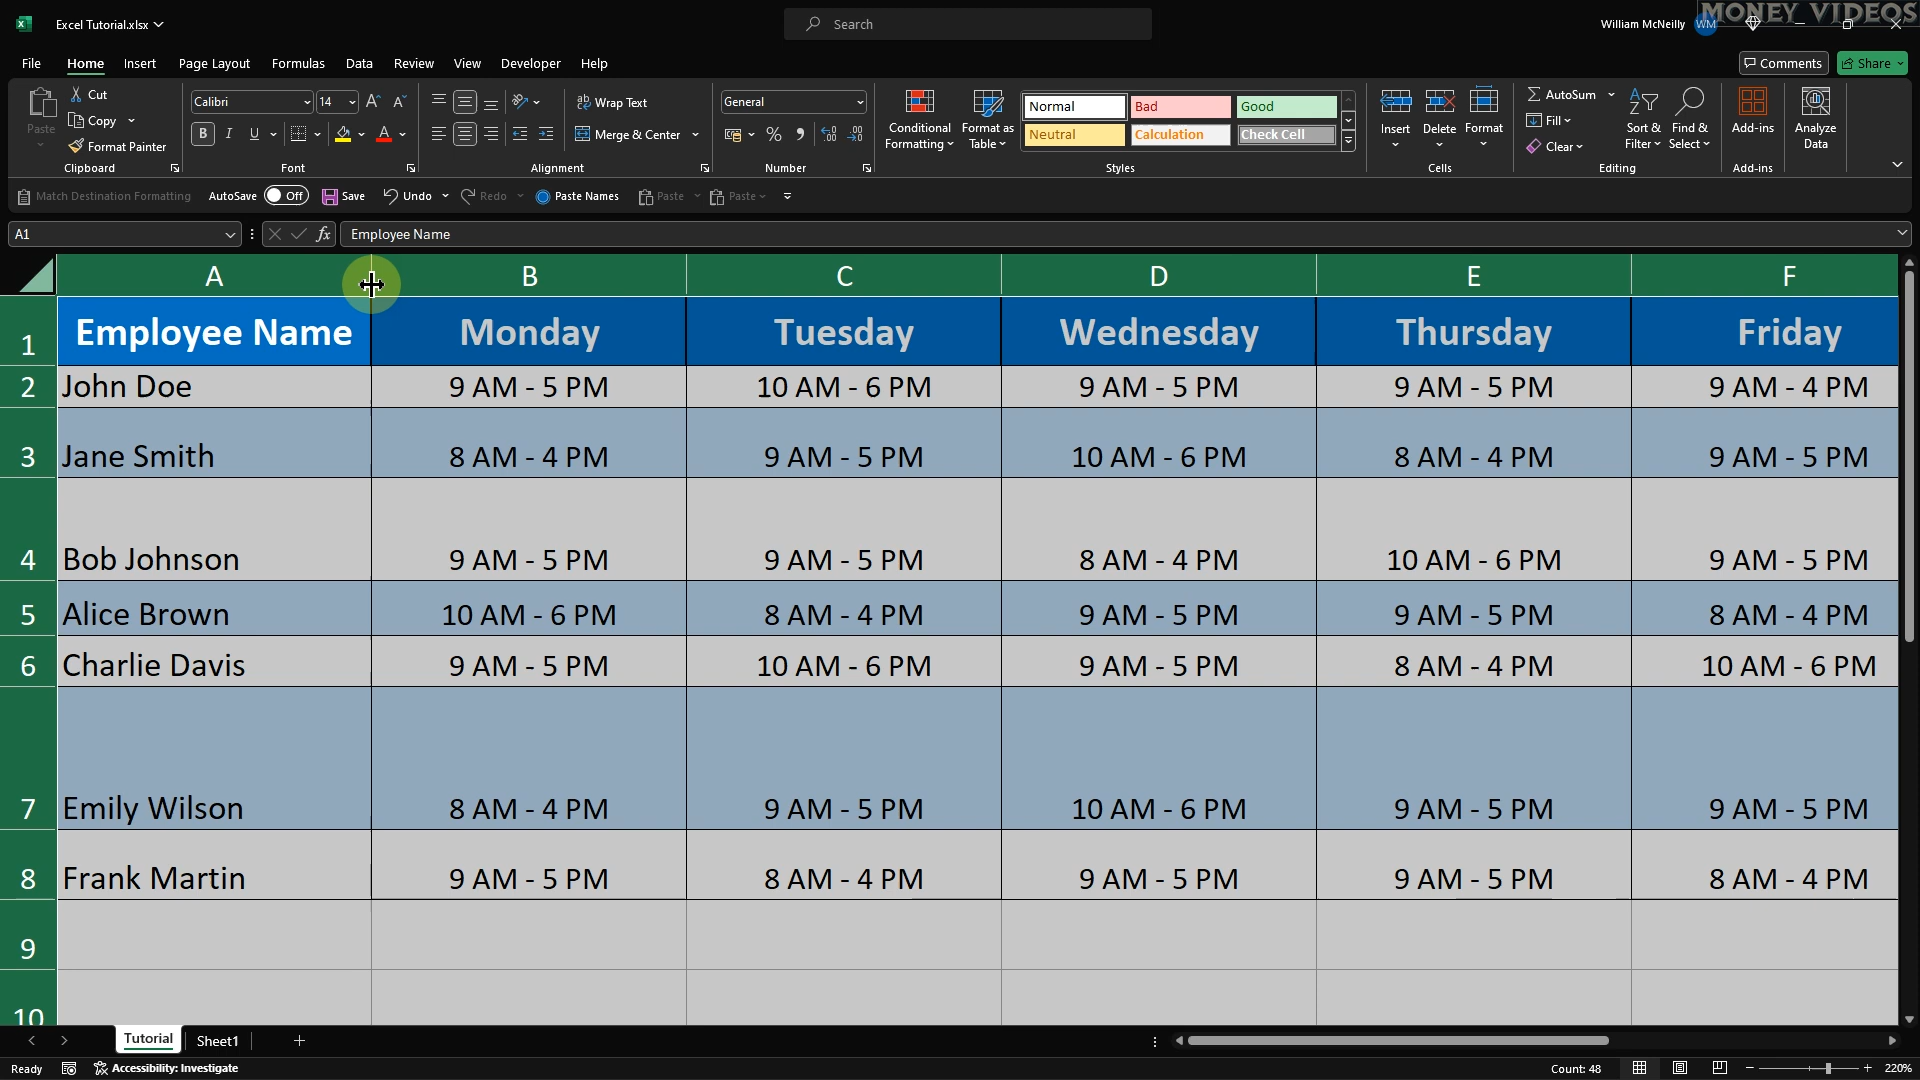 Excel Tutorial.xlsx
Search
William McNeilly WM
MONEY VIDEOS
File Home Insert Page Layout Formulas Data Review View Developer Help
Comments Share
Paste
Cut
Copy
Format Painter
Clipboard
Calibri 14 A A
B I U A
Font
ab Wrap Text
Merge & Center
Alignment
General
%
Number
Conditional Formatting
Format as Table
Normal Bad Good
Neutral Calculation Check Cell
Styles
Insert Delete Format
Cells
AutoSum
Fill
Clear
Sort & Filter
Find & Select
Editing
Add-ins
Add-ins
Analyze Data
Match Destination Formatting AutoSave Off Save Undo Redo Paste Names Paste Paste
A1 fx Employee Name
A B C D E F
1 Employee Name Monday Tuesday Wednesday Thursday Friday
2 John Doe 9 AM - 5 PM 10 AM - 6 PM 9 AM - 5 PM 9 AM - 5 PM 9 AM - 4 PM
3 Jane Smith 8 AM - 4 PM 9 AM - 5 PM 10 AM - 6 PM 8 AM - 4 PM 9 AM - 5 PM
4 Bob Johnson 9 AM - 5 PM 9 AM - 5 PM 8 AM - 4 PM 10 AM - 6 PM 9 AM - 5 PM
5 Alice Brown 10 AM - 6 PM 8 AM - 4 PM 9 AM - 5 PM 9 AM - 5 PM 8 AM - 4 PM
6 Charlie Davis 9 AM - 5 PM 10 AM - 6 PM 9 AM - 5 PM 8 AM - 4 PM 10 AM - 6 PM
7 Emily Wilson 8 AM - 4 PM 9 AM - 5 PM 10 AM - 6 PM 9 AM - 5 PM 9 AM - 5 PM
8 Frank Martin 9 AM - 5 PM 8 AM - 4 PM 9 AM - 5 PM 9 AM - 5 PM 8 AM - 4 PM
9
10
Tutorial Sheet1
Ready Accessibility: Investigate Count: 48 220%